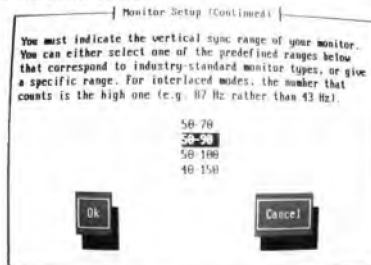 Monitor Setup (Continued)
You must indicate the vertical sync range of your monitor.
You can either select one of the predefined ranges below
that correspond to industry-standard monitor types, or give
a specific range. For interlaced modes, the number that
counts is the high one (e.g. 87 Hz rather than 43 Hz).
50-70
50-90
50-100
40-150
Ok
Cancel